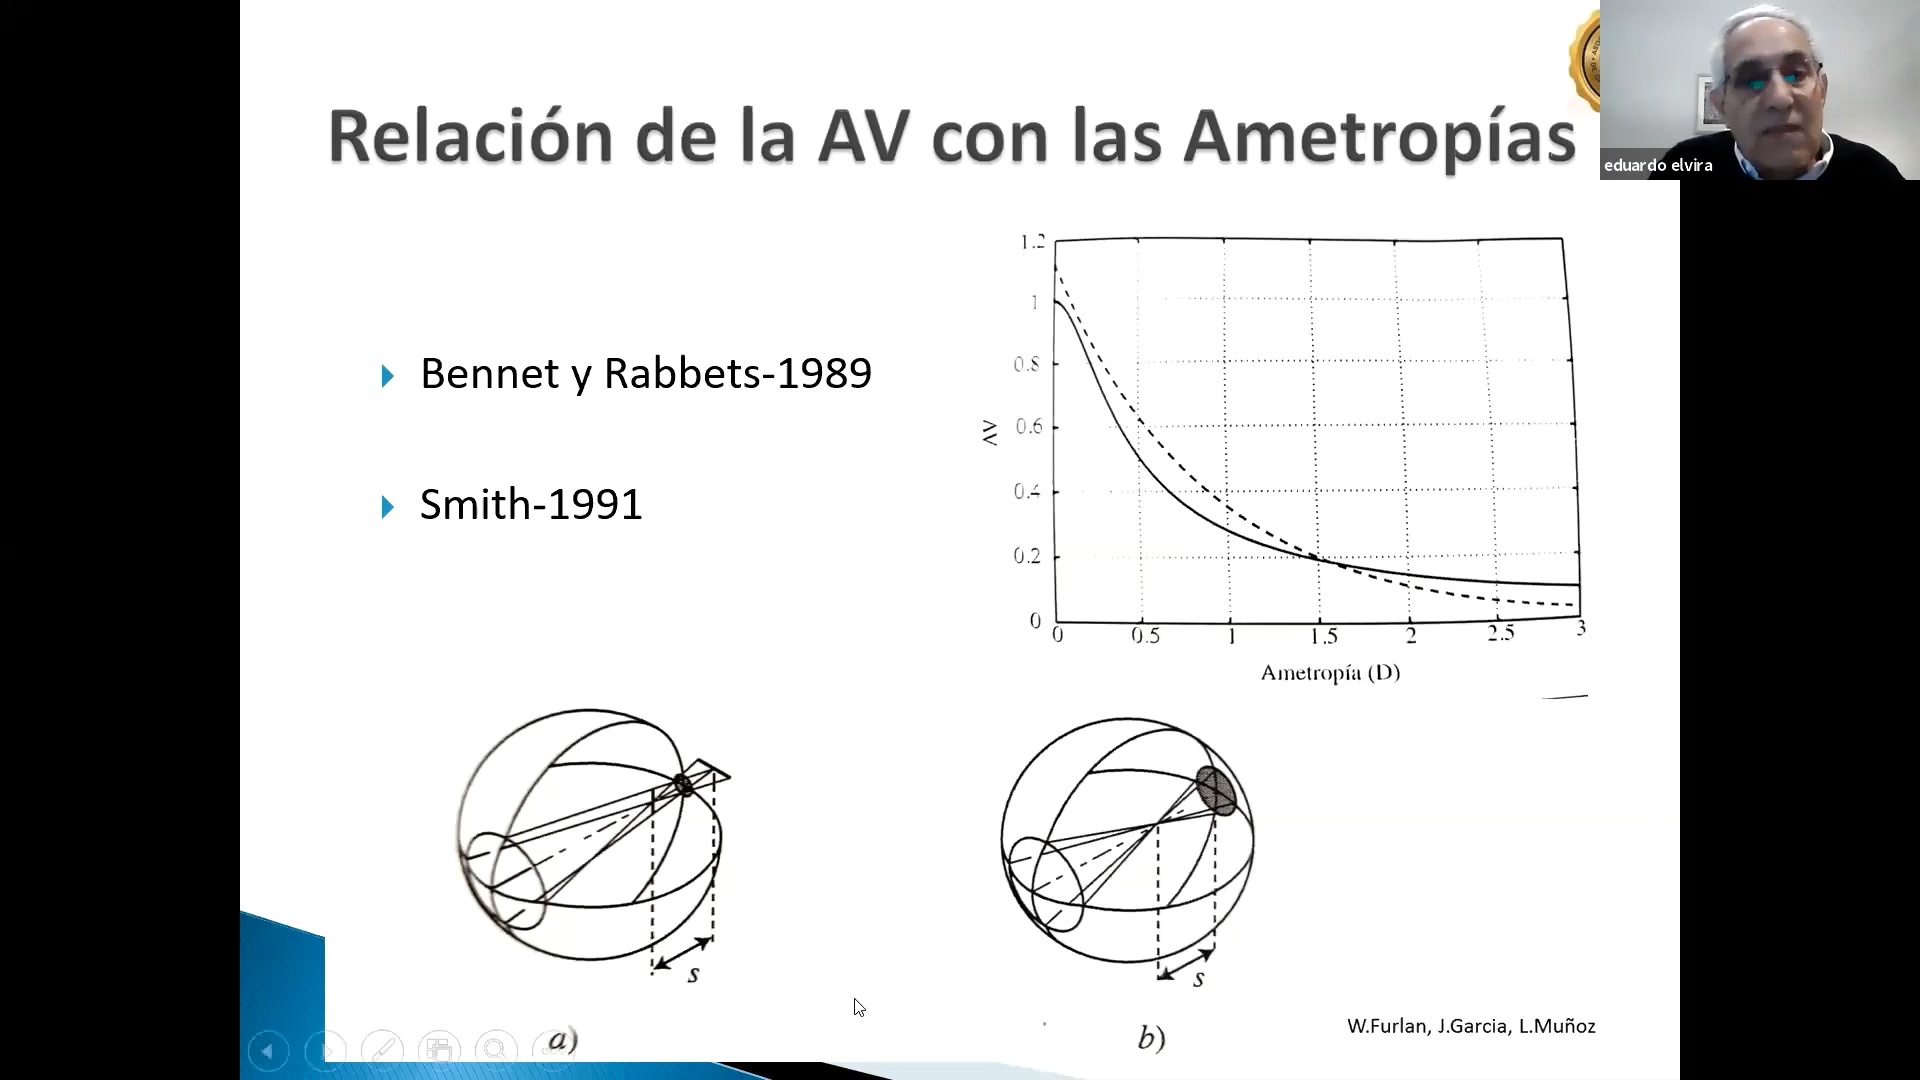 Relación de la AV con las Ametropías
eduardo elvira
Bennet y Rabbets-1989
Smith-1991
1.2
1
0.8
0.6
0.4
0.2
0
AV
0 0.5 1 1.5 2 2.5 3
Ametropía (D)
s
s
a)
b)
W.Furlan, J.Garcia, L.Muñoz